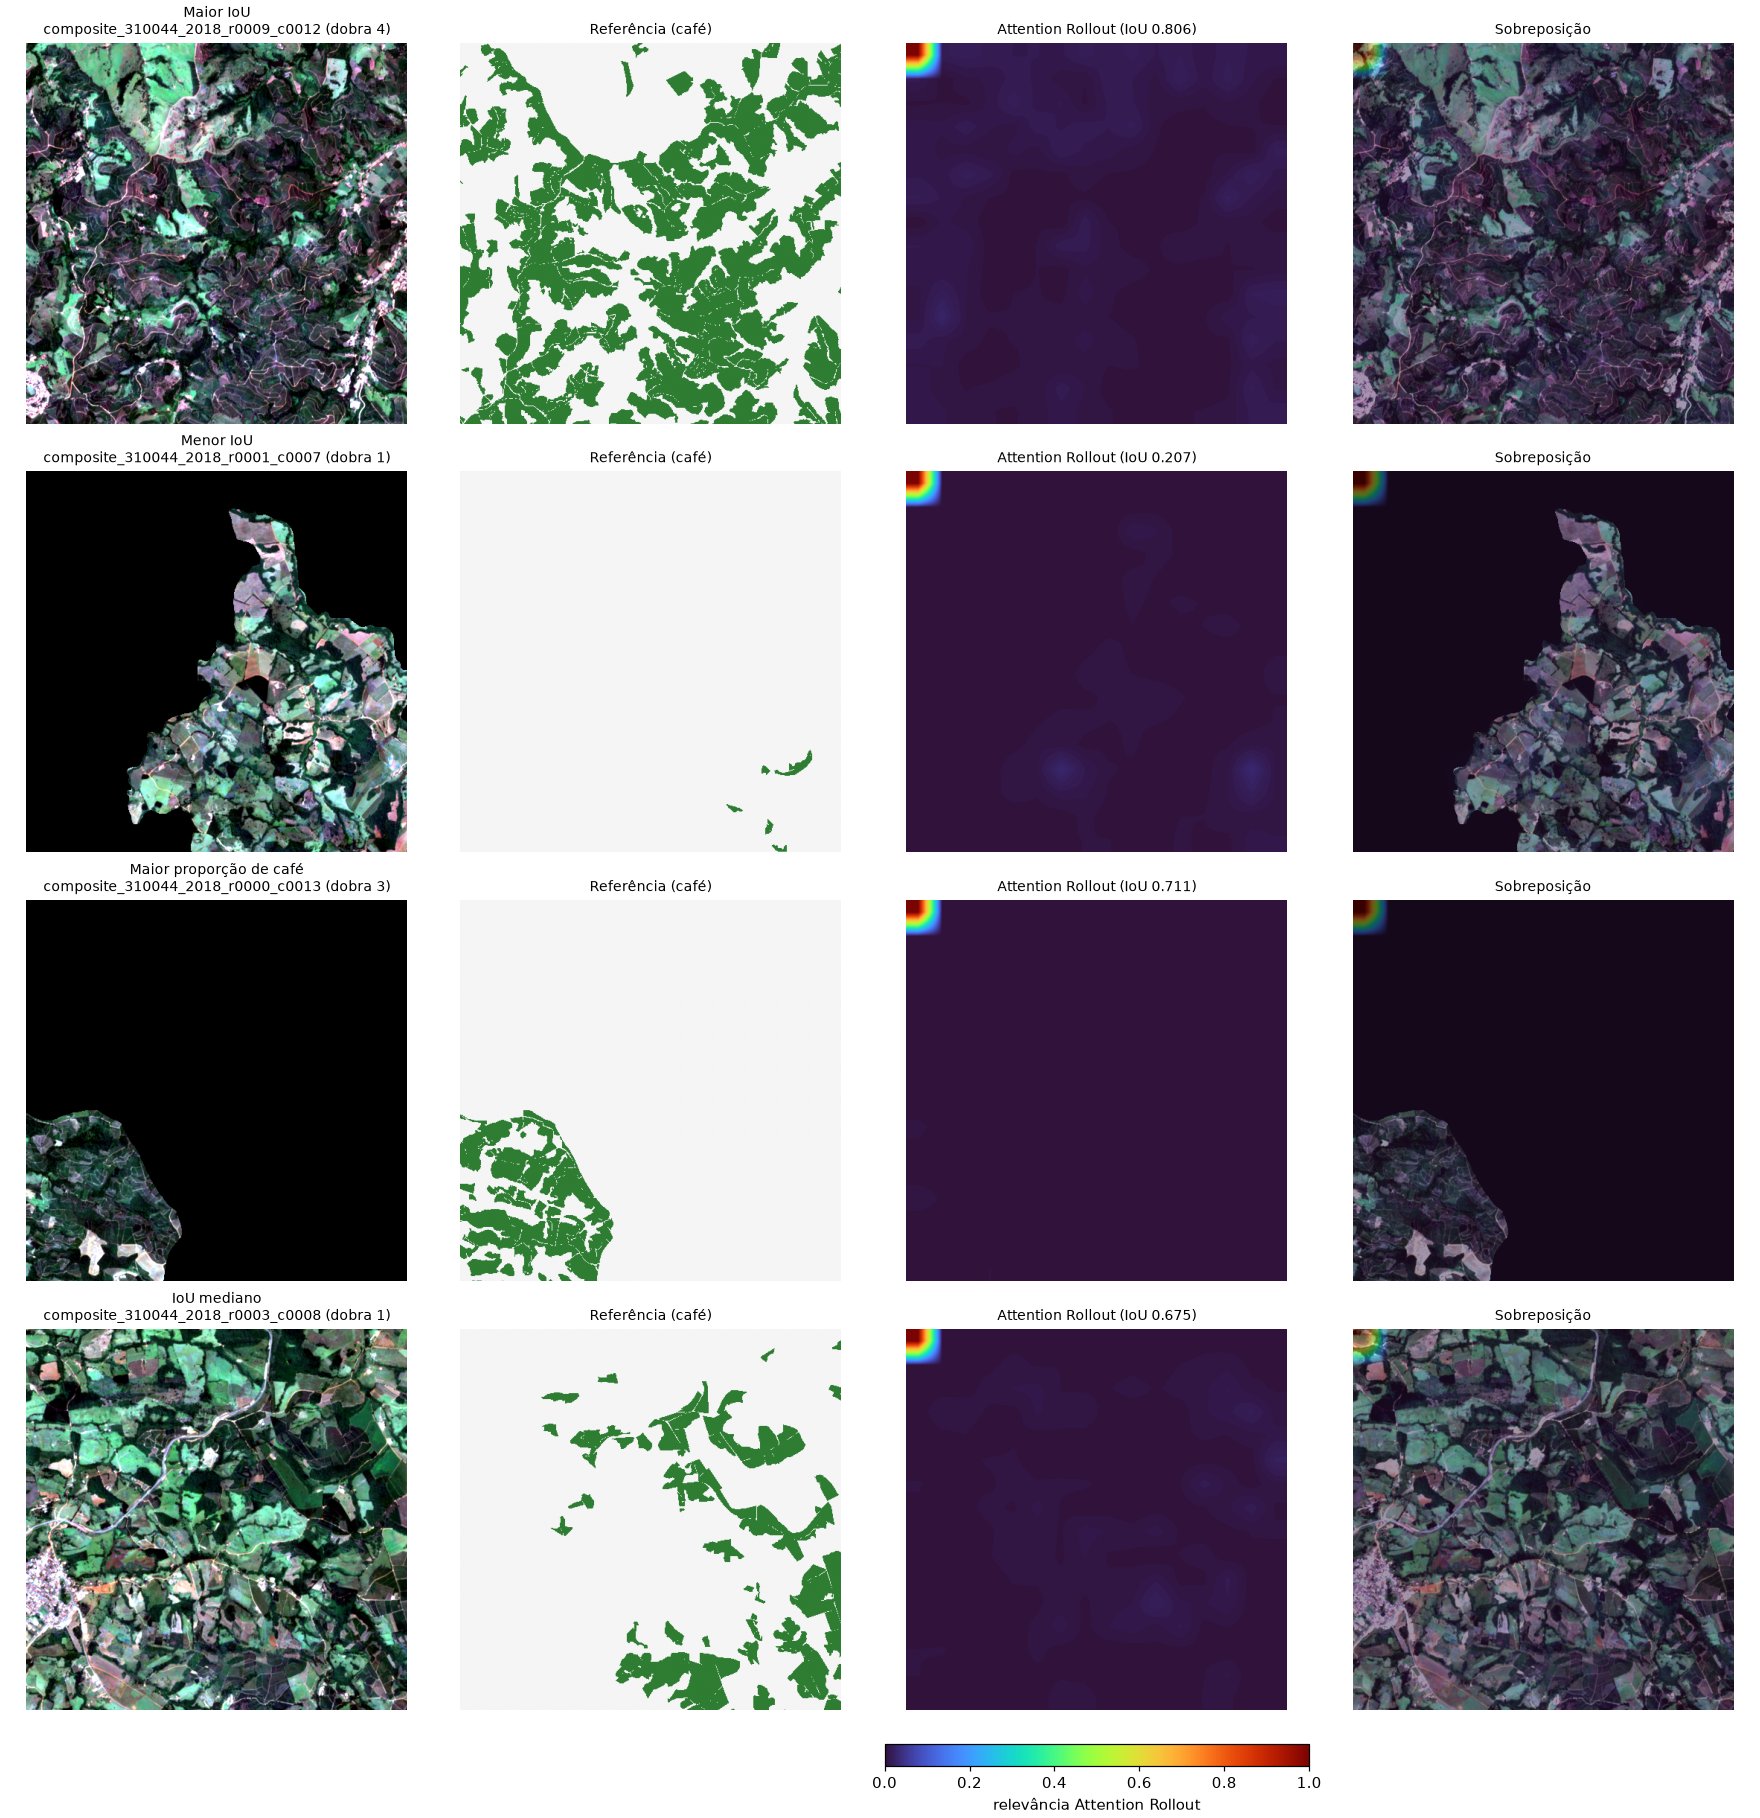 Maior IoU
composite_310044_2018_r0009_c0012 (dobra 4)
Referência (café)
Attention Rollout (IoU 0.806)
Sobreposição
Menor IoU
composite_310044_2018_r0001_c0007 (dobra 1)
Referência (café)
Attention Rollout (IoU 0.207)
Sobreposição
Maior proporção de café
composite_310044_2018_r0000_c0013 (dobra 3)
Referência (café)
Attention Rollout (IoU 0.711)
Sobreposição
IoU mediano
composite_310044_2018_r0003_c0008 (dobra 1)
Referência (café)
Attention Rollout (IoU 0.675)
Sobreposição
0.0 0.2 0.4 0.6 0.8 1.0
relevância Attention Rollout